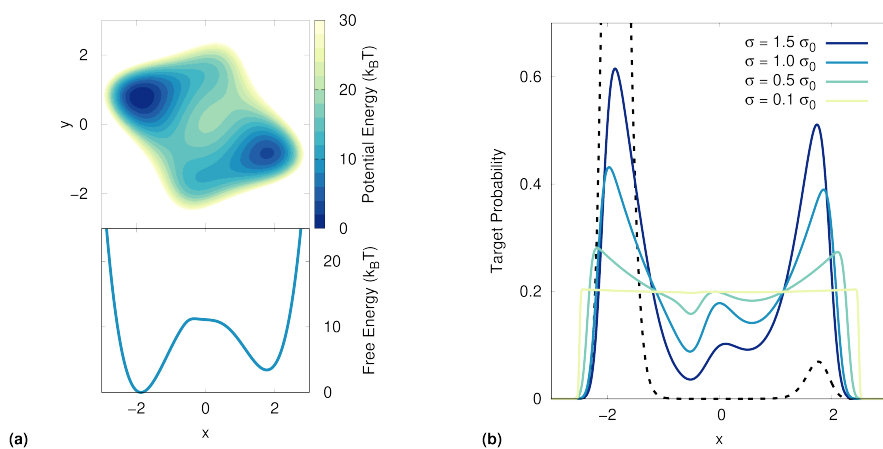 2
0
−2
y
30
20
10
0
Potential Energy (kBT)
20
10
0
Free Energy (kBT)
−2 0 2
x
(a)
0.6
0.4
0.2
0
Target Probability
σ = 1.5 σ0
σ = 1.0 σ0
σ = 0.5 σ0
σ = 0.1 σ0
−2 0 2
x
(b)